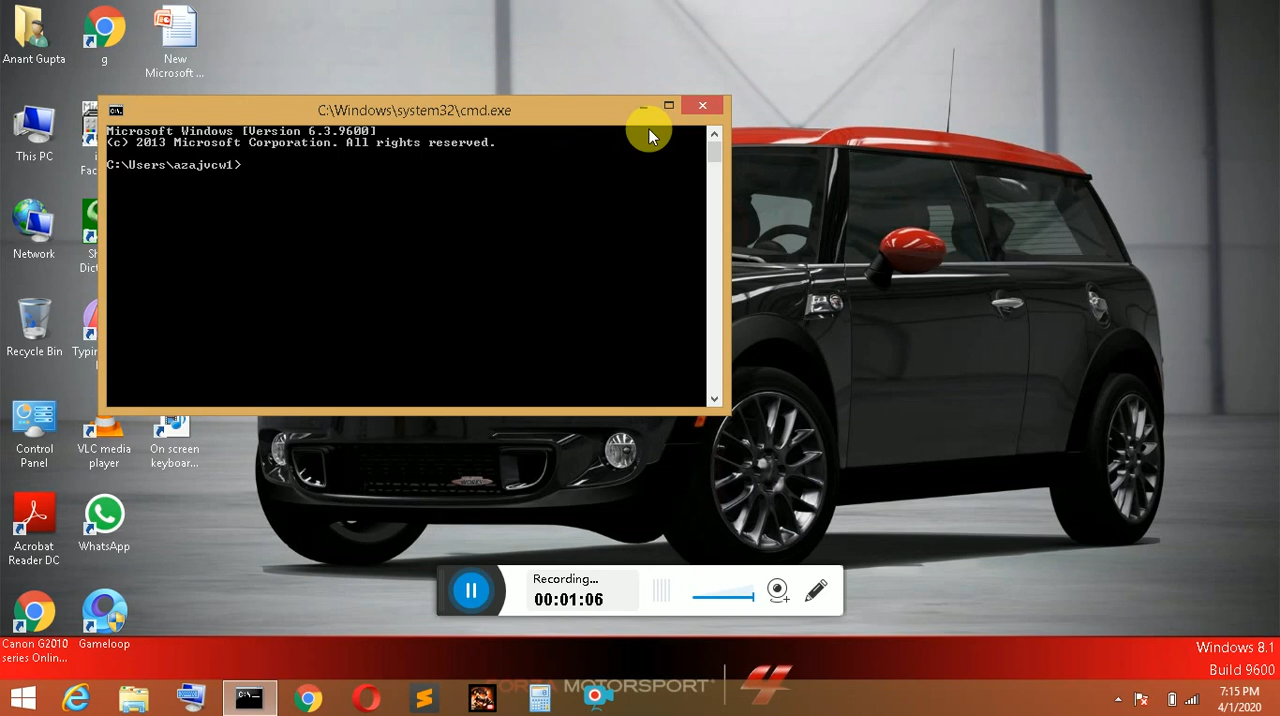 Anant Gupta
g
New
Microsoft ...
This PC
Network
Recycle Bin
Control
Panel
VLC media
player
On screen
keyboar...
Acrobat
Reader DC
WhatsApp
Canon G2010
series Onlin...
Gameloop
C:\Windows\system32\cmd.exe
Microsoft Windows [Version 6.3.9600]
(c) 2013 Microsoft Corporation. All rights reserved.
C:\Users\azajvcw1>
Recording...
00:01:06
MOTORSPORT
4
Windows 8.1
Build 9600
7:15 PM
4/1/2020